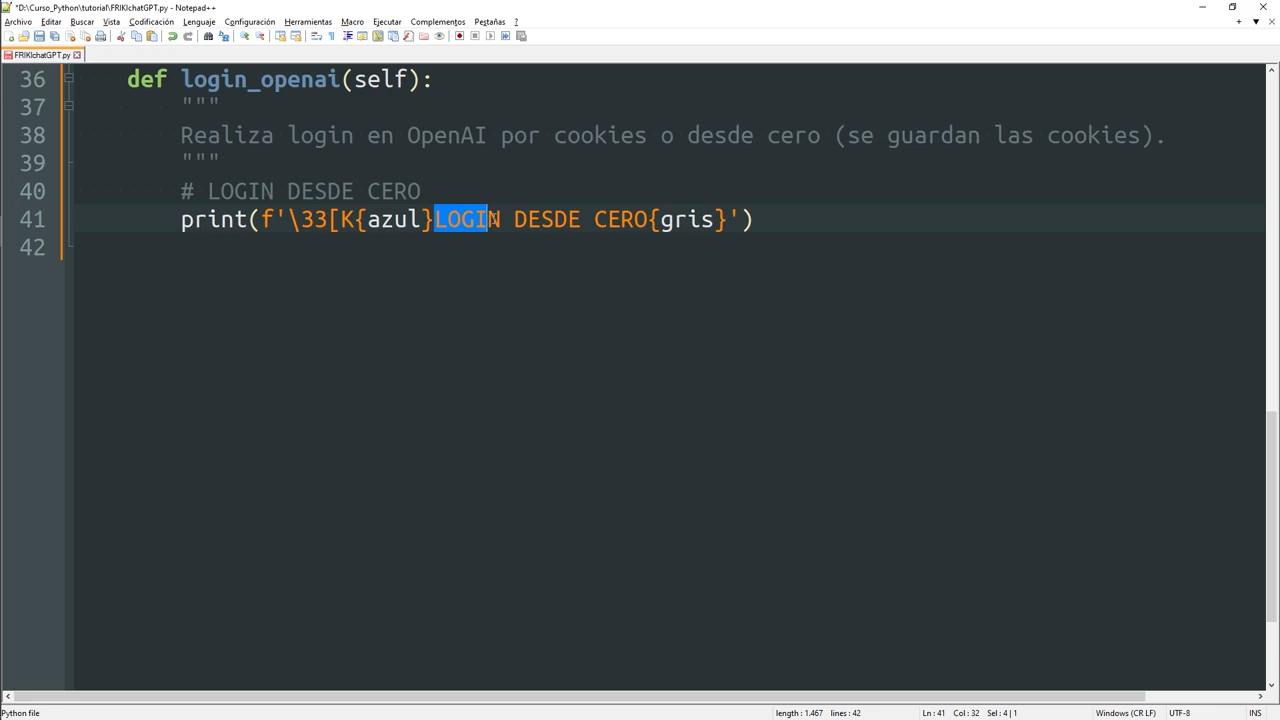 *D:\Curso_Python\tutorial\FRIKIchatGPT.py - Notepad++
Archivo Editar Buscar Vista Codificación Lenguaje Configuración Herramientas Macro Ejecutar Complementos Pestañas ?
FRIKIchatGPT.py
36 def login_openai(self):
37 """
38 Realiza login en OpenAI por cookies o desde cero (se guardan las cookies).
39 """
40 # LOGIN DESDE CERO
41 print(f'\33[K{azul}LOGIN DESDE CERO{gris}')
42
Python file length : 1.467 lines : 42 Ln : 41 Col : 32 Sel : 4 | 1 Windows (CR LF) UTF-8 INS